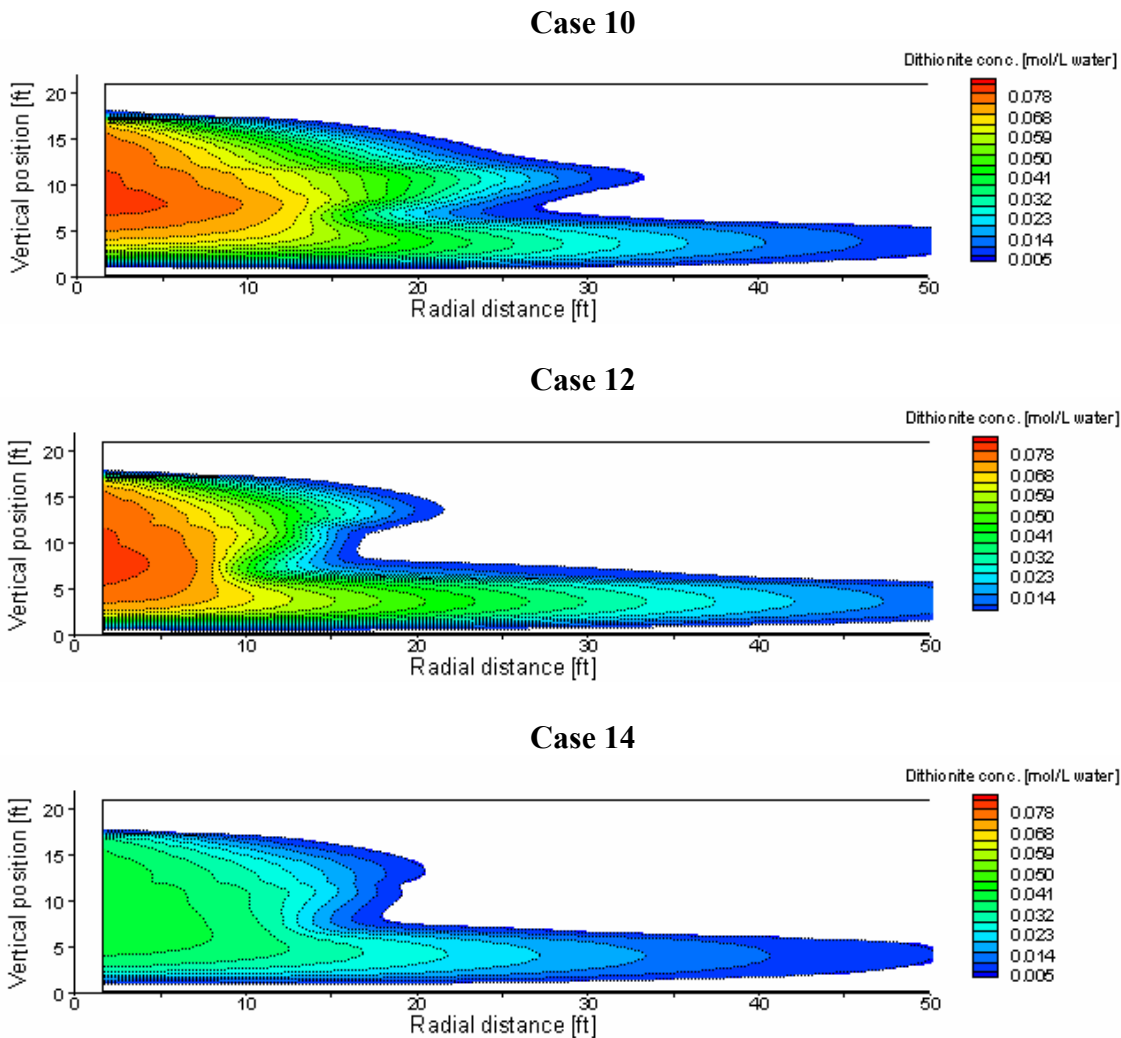 Case 10
Dithionite conc. [mol/L water]
0.078
0.068
0.059
0.050
0.041
0.032
0.023
0.014
0.005
Vertical position [ft]
20
15
10
5
0
0 10 20 30 40 50
Radial distance [ft]
Case 12
Dithionite conc. [mol/L water]
0.078
0.068
0.059
0.050
0.041
0.032
0.023
0.014
Vertical position [ft]
20
15
10
5
0
0 10 20 30 40 50
Radial distance [ft]
Case 14
Dithionite conc. [mol/L water]
0.078
0.068
0.059
0.050
0.041
0.032
0.023
0.014
0.005
Vertical position [ft]
20
15
10
5
0
0 10 20 30 40 50
Radial distance [ft]